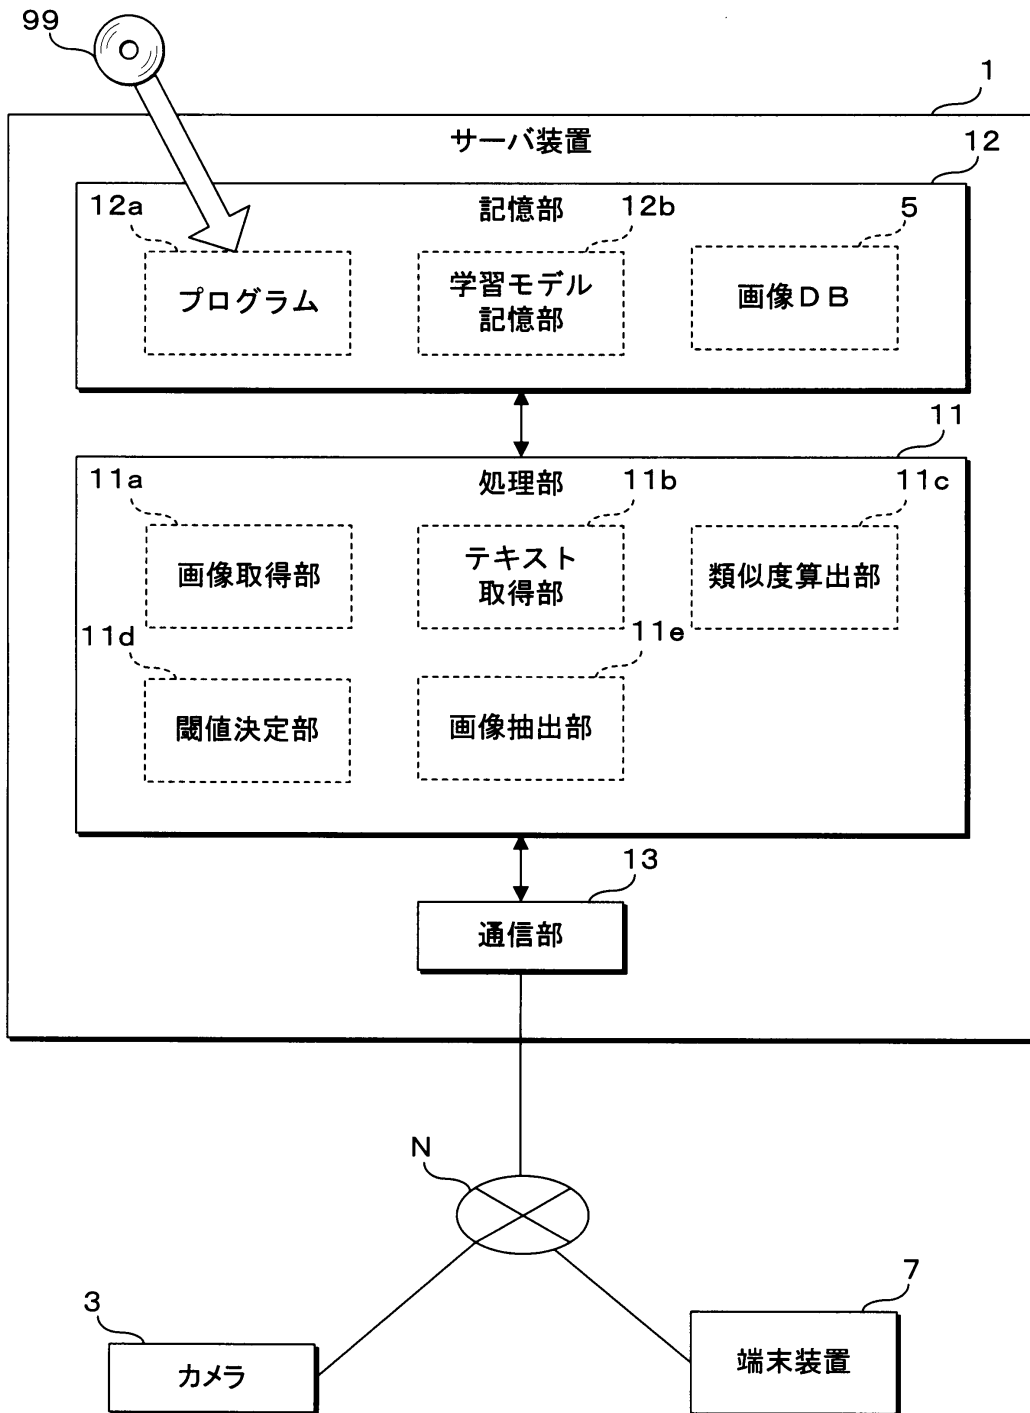 99
1
サーバ装置
12
12a
記憶部
12b
5
プログラム
学習モデル
記憶部
画像DB
11
11a
処理部
11b
11c
画像取得部
テキスト
取得部
類似度算出部
11d
11e
閾値決定部
画像抽出部
13
通信部
N
3
カメラ
7
端末装置